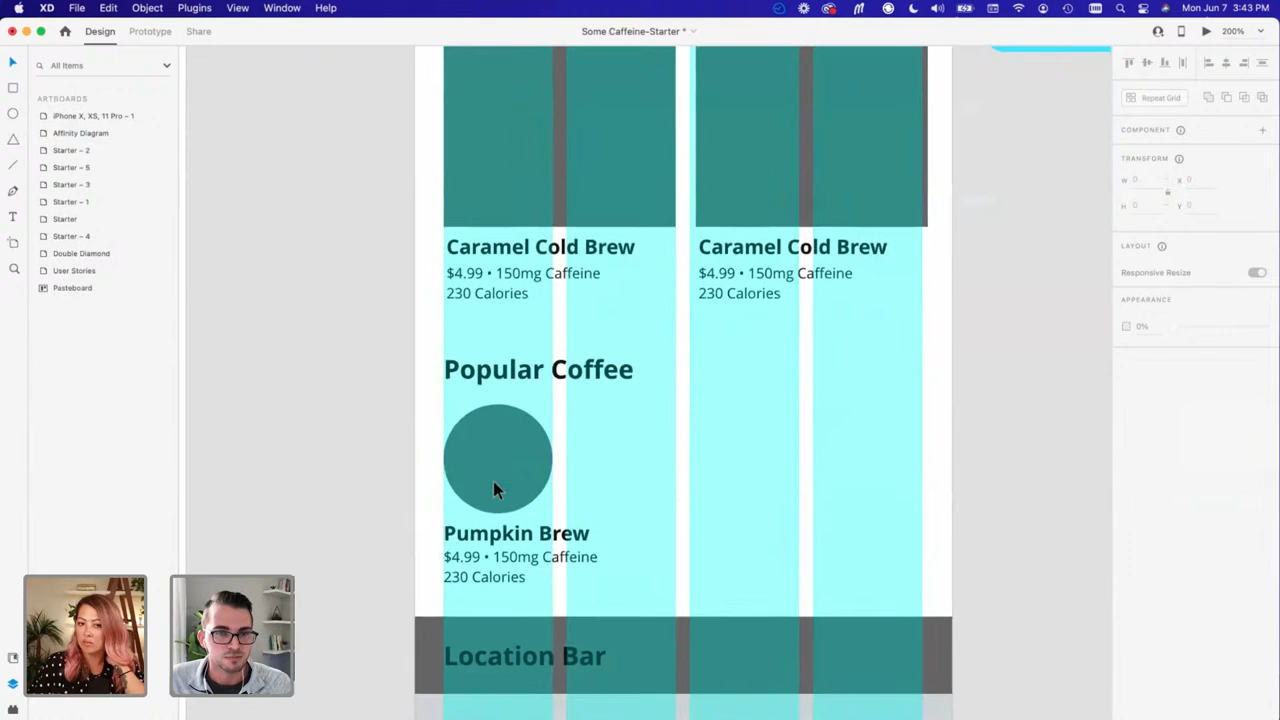 XD File Edit Object Plugins View Window Help
Mon Jun 7 3:43 PM
Design Prototype Share
Some Caffeine-Starter *
200%
All Items
ARTBOARDS
iPhone X, XS, 11 Pro – 1
Affinity Diagram
Starter – 2
Starter – 5
Starter – 3
Starter – 1
Starter
Starter – 4
Double Diamond
User Stories
Pasteboard
Caramel Cold Brew
$4.99 • 150mg Caffeine
230 Calories
Caramel Cold Brew
$4.99 • 150mg Caffeine
230 Calories
Popular Coffee
Pumpkin Brew
$4.99 • 150mg Caffeine
230 Calories
Location Bar
Repeat Grid
COMPONENT
TRANSFORM
W 0 X 0
H 0 Y 0
LAYOUT
Responsive Resize
APPEARANCE
0%